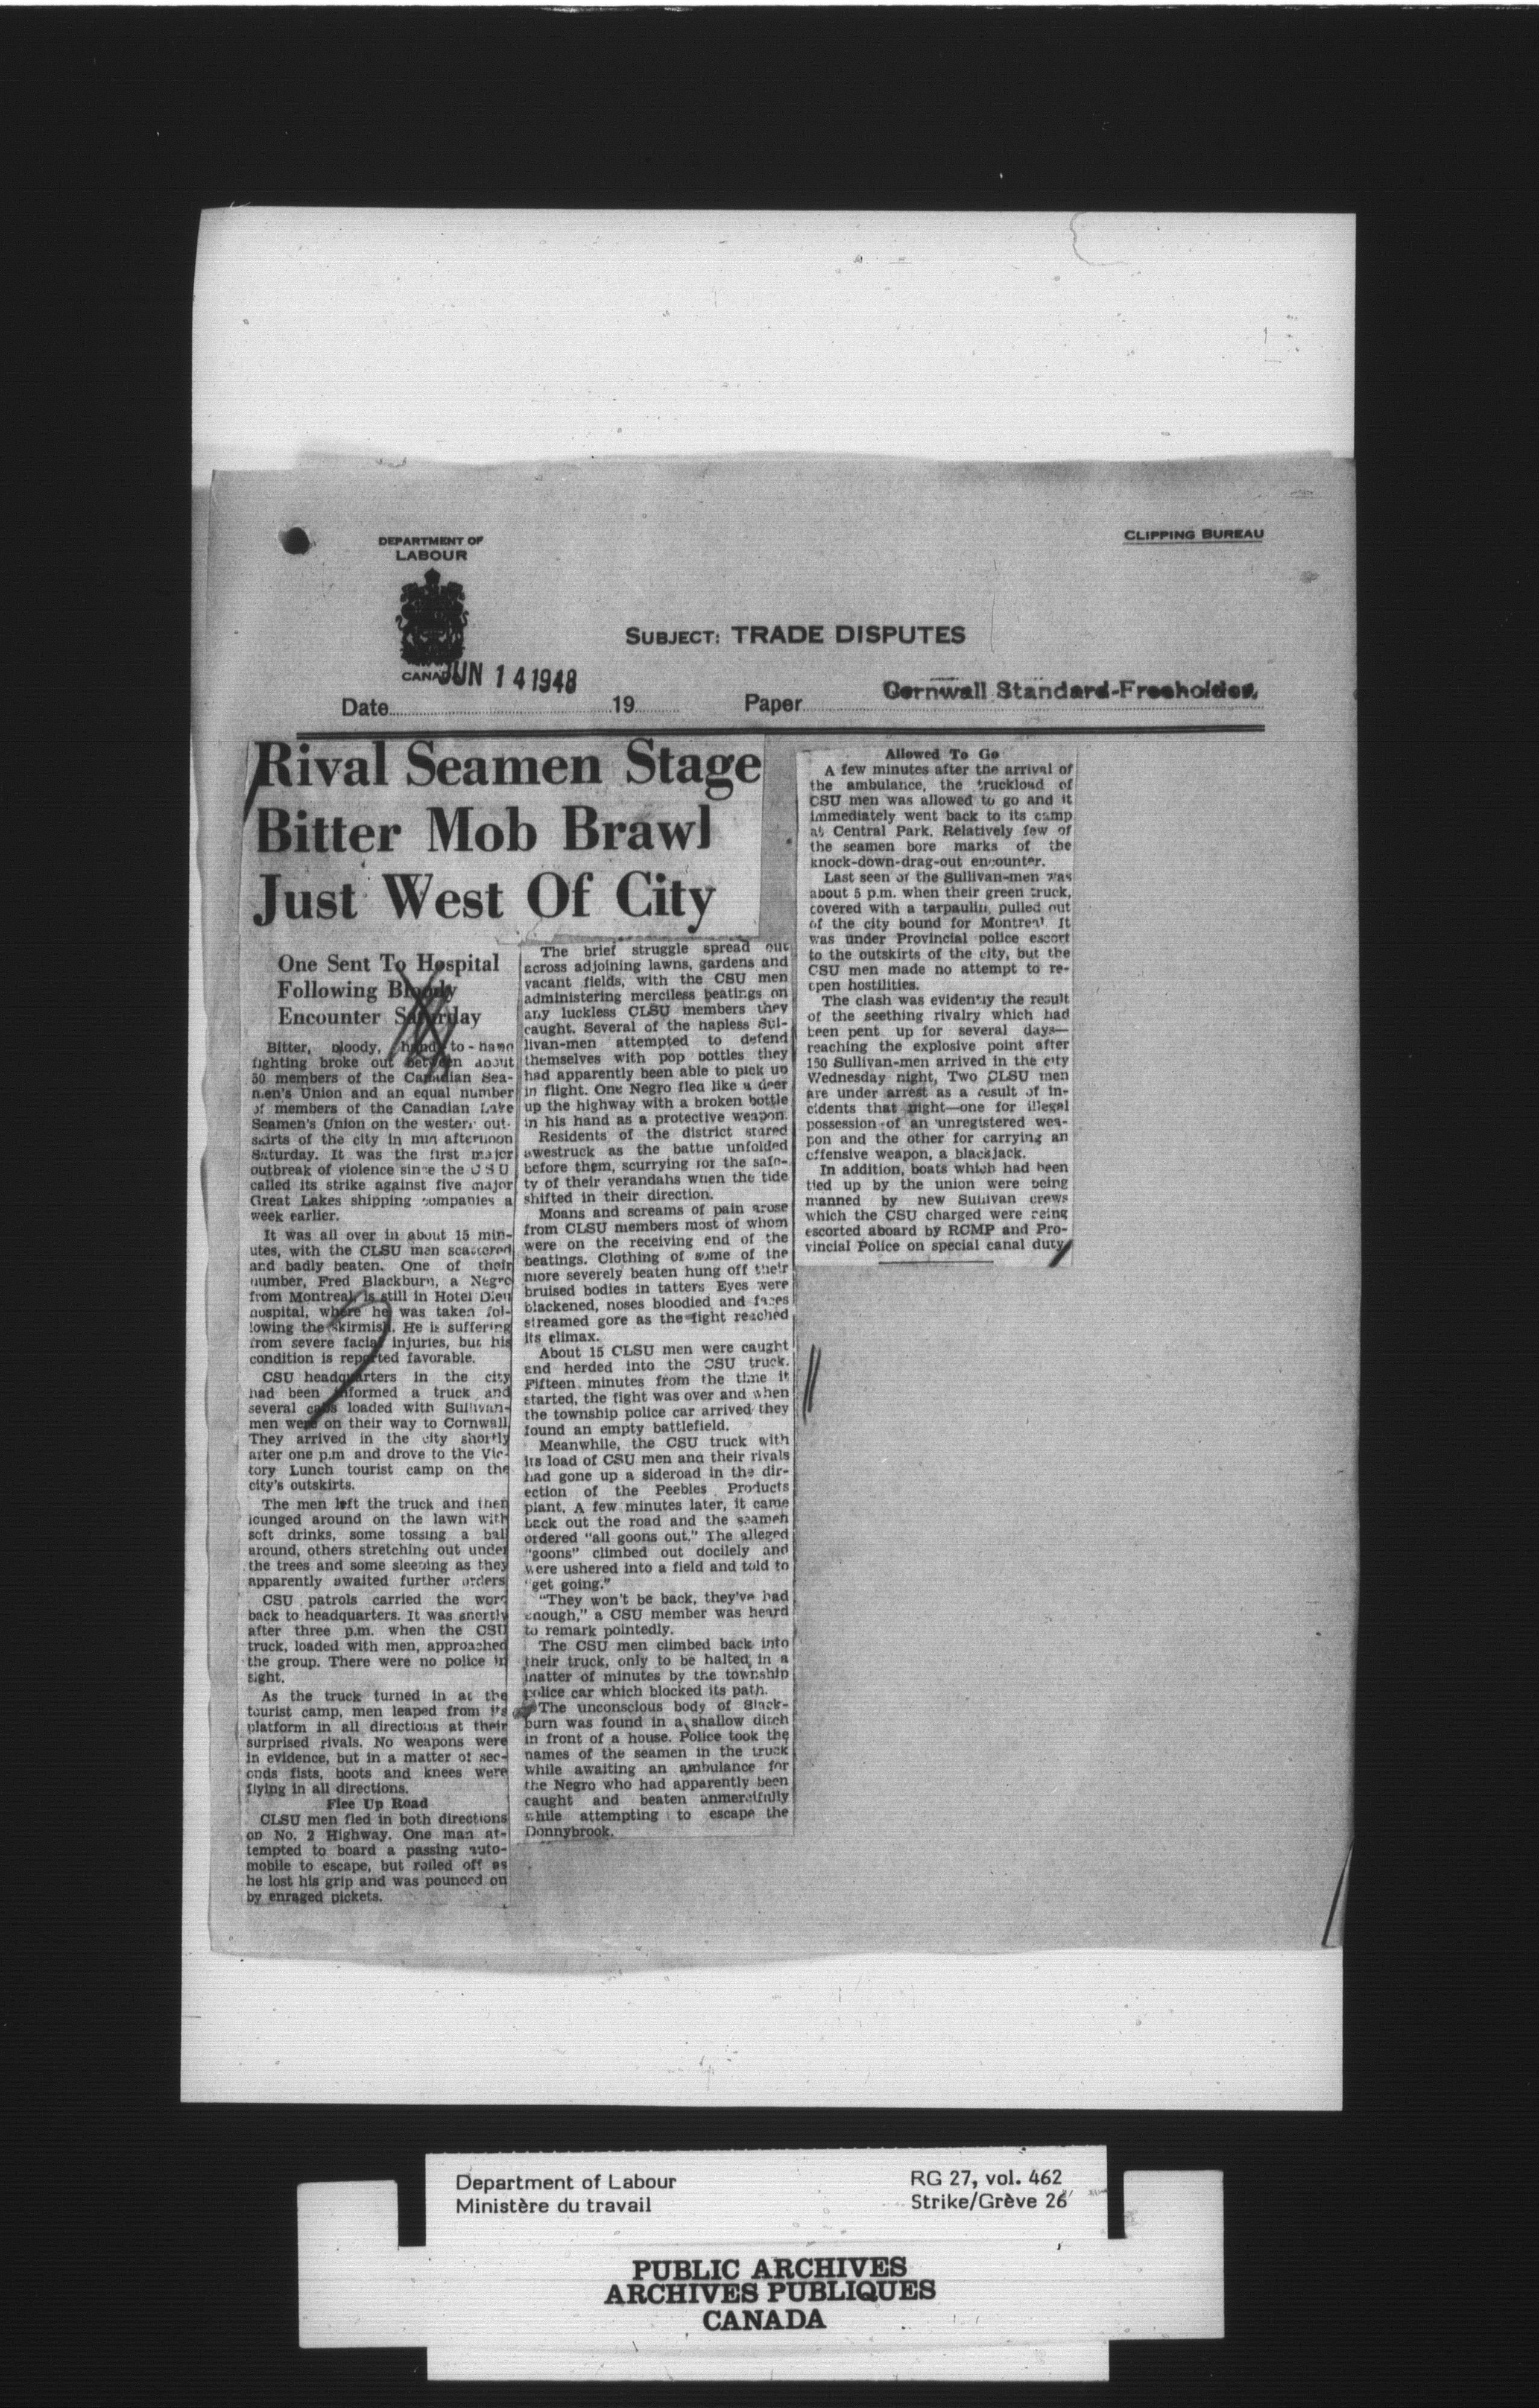 DEPARTMENT OF
LABOUR
CANADA
CLIPPING BUREAU
SUBJECT: TRADE DISPUTES
JUN 14 1948
Date 19 Paper Cornwall Standard-Freeholder
Rival Seamen Stage
Bitter Mob Brawl
Just West Of City
One Sent To Hospital
Following Bloody
Encounter Saturday
Bitter, bloody, hand-to-hand
fighting broke out between about
50 members of the Canadian Sea-
men's Union and an equal number
of members of the Canadian Lake
Seamen's Union on the western out-
skirts of the city in mid afternoon
Saturday. It was the first major
outbreak of violence since the CSU
called its strike against five major
Great Lakes shipping companies a
week earlier.
It was all over in about 15 min-
utes, with the CLSU men scattered
and badly beaten. One of their
number, Fred Blackburn, a Negro
from Montreal, is still in Hotel Dieu
hospital, where he was taken fol-
lowing the skirmish. He is suffering
from severe facial injuries, but his
condition is reported favorable.
CSU headquarters in the city
had been informed a truck and
several cabs loaded with Sullivan-
men were on their way to Cornwall.
They arrived in the city shortly
after one p.m and drove to the Vic-
tory Lunch tourist camp on the
city's outskirts.
The men left the truck and then
lounged around on the lawn with
soft drinks, some tossing a ball
around, others stretching out under
the trees and some sleeping as they
apparently awaited further orders
CSU patrols carried the word
back to headquarters. It was shortly
after three p.m. when the CSU
truck, loaded with men, approached
the group. There were no police in
sight.
As the truck turned in at the
tourist camp, men leaped from its
platform in all directions at their
surprised rivals. No weapons were
in evidence, but in a matter of sec-
onds fists, boots and knees were
flying in all directions.
Flee Up Road
CLSU men fled in both directions
on No. 2 Highway. One man at-
tempted to board a passing auto-
mobile to escape, but rolled off as
he lost his grip and was pounced on
by enraged pickets.
The brief struggle spread out
across adjoining lawns, gardens and
vacant fields, with the CSU men
administering merciless beatings on
any luckless CLSU members they
caught. Several of the hapless Sul-
livan-men attempted to defend
themselves with pop bottles they
had apparently been able to pick up
in flight. One Negro fled like a deer
up the highway with a broken bottle
in his hand as a protective weapon.
Residents of the district stared
awestruck as the battle unfolded
before them, scurrying for the safe-
ty of their verandahs when the tide
shifted in their direction.
Moans and screams of pain arose
from CLSU members most of whom
were on the receiving end of the
beatings. Clothing of some of the
more severely beaten hung off their
bruised bodies in tatters Eyes were
blackened, noses bloodied and faces
streamed gore as the fight reached
its climax.
About 15 CLSU men were caught
and herded into the CSU truck.
Fifteen minutes from the time it
started, the fight was over and when
the township police car arrived they
found an empty battlefield.
Meanwhile, the CSU truck with
its load of CSU men and their rivals
had gone up a sideroad in the dir-
ection of the Peebles Products
plant. A few minutes later, it came
back out the road and the seamen
ordered "all goons out." The alleged
"goons" climbed out docilely and
were ushered into a field and told to
"get going."
"They won't be back, they've had
enough," a CSU member was heard
to remark pointedly.
The CSU men climbed back into
their truck, only to be halted in a
matter of minutes by the township
police car which blocked its path.
The unconscious body of Black-
burn was found in a shallow ditch
in front of a house. Police took the
names of the seamen in the truck
while awaiting an ambulance for
the Negro who had apparently been
caught and beaten unmercifully
while attempting to escape the
Donnybrook.
Allowed To Go
A few minutes after the arrival of
the ambulance, the truckload of
CSU men was allowed to go and it
immediately went back to its camp
at Central Park. Relatively few of
the seamen bore marks of the
knock-down-drag-out encounter.
Last seen of the Sullivan-men was
about 5 p.m. when their green truck,
covered with a tarpaulin, pulled out
of the city bound for Montreal It
was under Provincial police escort
to the outskirts of the city, but the
CSU men made no attempt to re-
open hostilities.
The clash was evidently the result
of the seething rivalry which had
been pent up for several days—
reaching the explosive point after
150 Sullivan-men arrived in the city
Wednesday night, Two CLSU men
are under arrest as a result of in-
cidents that night—one for illegal
possession of an unregistered wea-
pon and the other for carrying an
offensive weapon, a blackjack.
In addition, boats which had been
tied up by the union were being
manned by new Sullivan crews
which the CSU charged were being
escorted aboard by RCMP and Pro-
vincial Police on special canal duty
Department of Labour
Ministère du travail
RG 27, vol. 462
Strike/Grève 26
PUBLIC ARCHIVES
ARCHIVES PUBLIQUES
CANADA